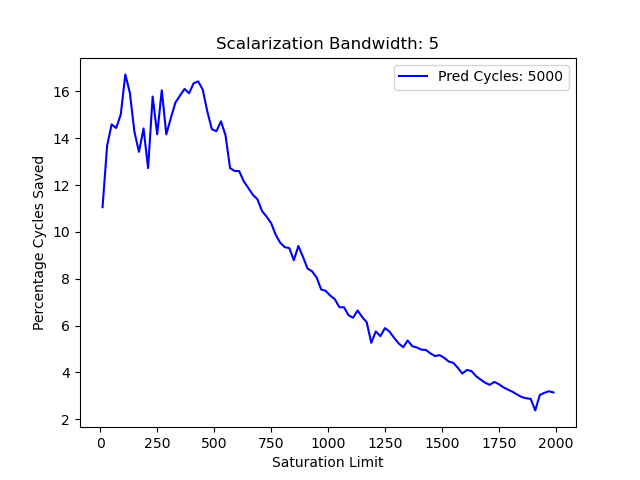 Scalarization Bandwidth: 5
Pred Cycles: 5000
Percentage Cycles Saved
16
14
12
10
8
6
4
2
0 250 500 750 1000 1250 1500 1750 2000
Saturation Limit